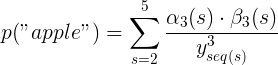 p("apple") = \sum_{s=2}^{5} \frac{\alpha_3(s) \cdot \beta_3(s)}{y^3_{seq(s)}}